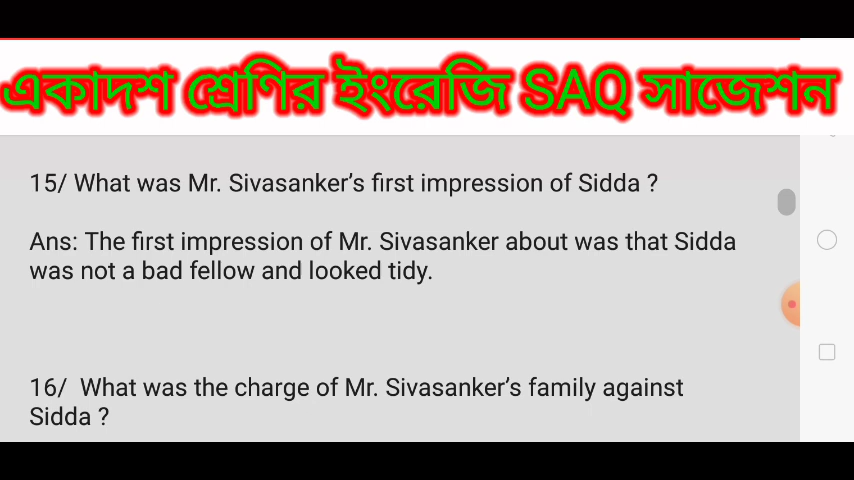 একাদশ শ্রেণির ইংরেজি SAQ সাজেশন
15/ What was Mr. Sivasanker’s first impression of Sidda ?
Ans: The first impression of Mr. Sivasanker about was that Sidda
was not a bad fellow and looked tidy.
16/ What was the charge of Mr. Sivasanker’s family against
Sidda ?